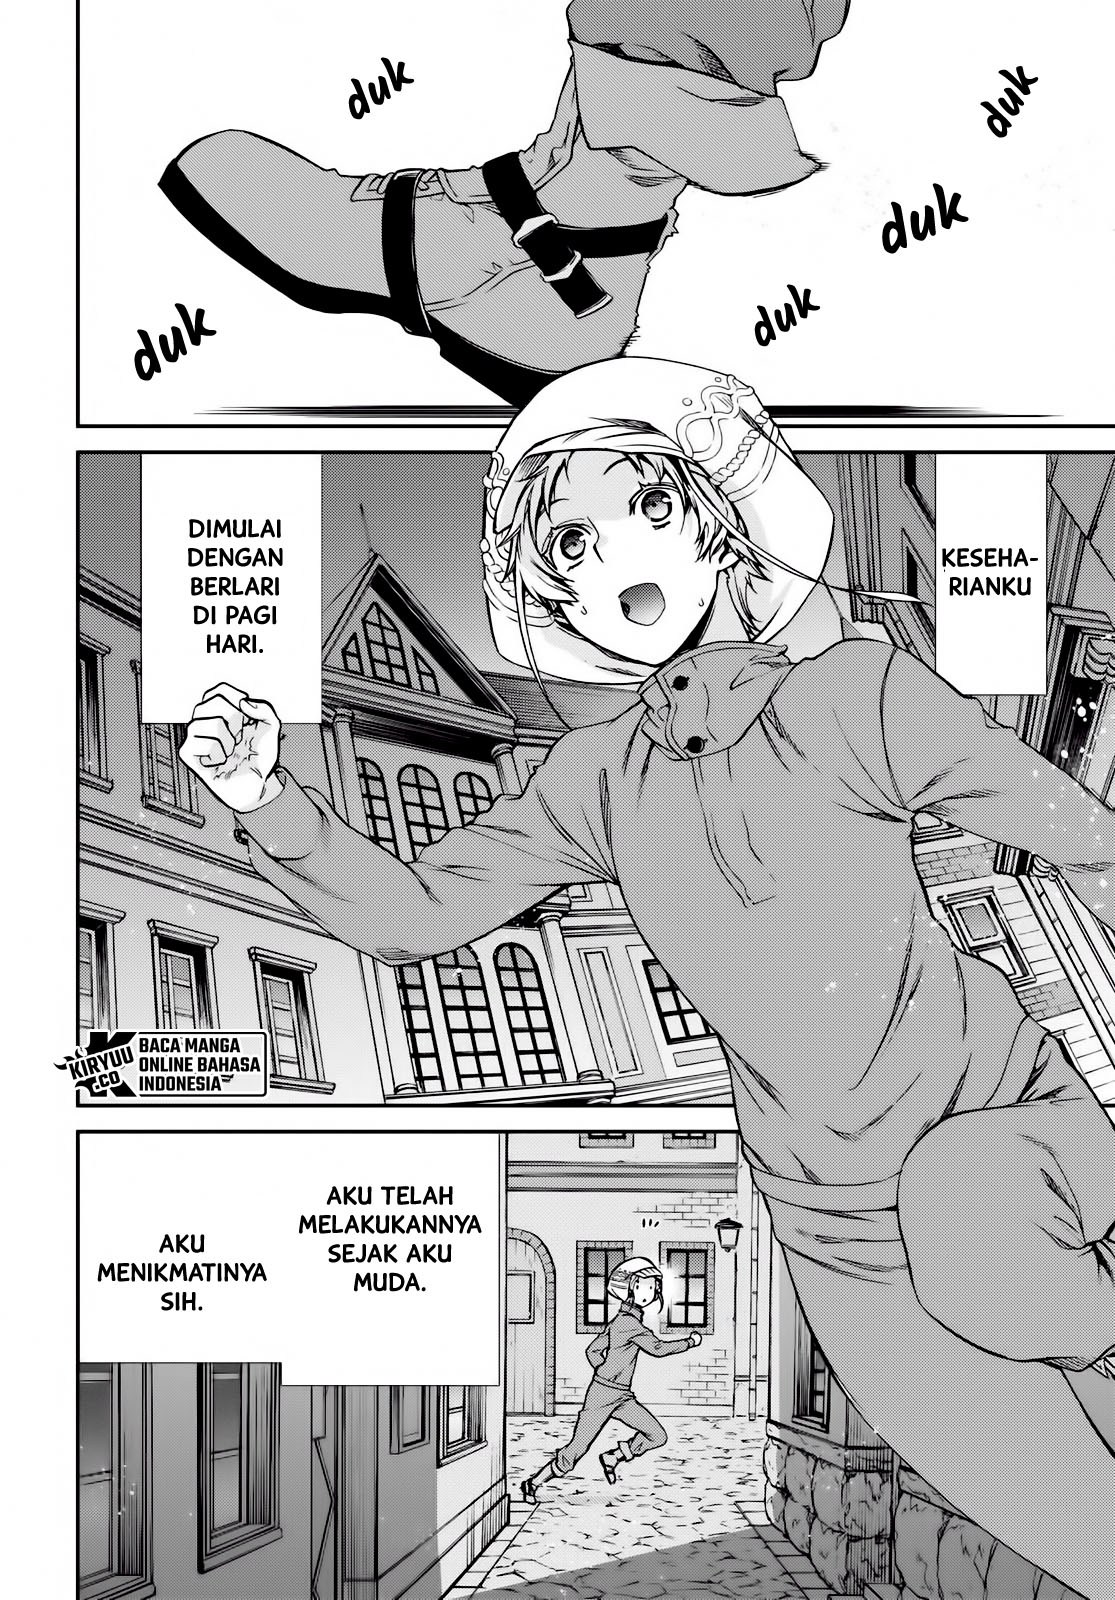 duk
duk
duk
duk
duk
KESEHA-
RIANKU
DIMULAI
DENGAN
BERLARI
DI PAGI
HARI.
KIRYUU
.CO
BACA MANGA
ONLINE BAHASA
INDONESIA
AKU TELAH
MELAKUKANNYA
SEJAK AKU
MUDA.
AKU
MENIKMATINYA
SIH.